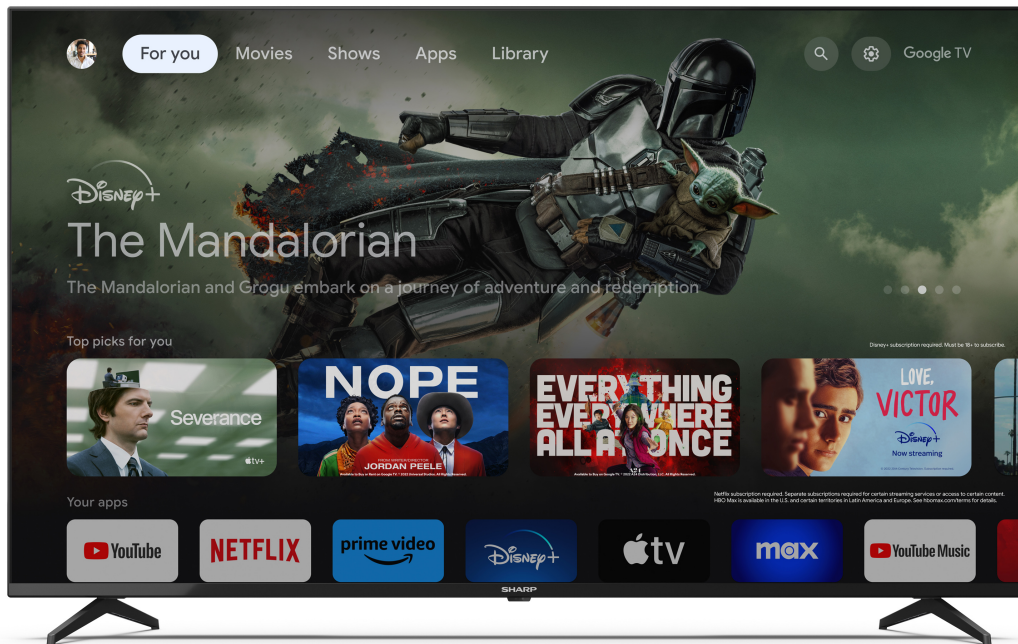 For you
Movies
Shows
Apps
Library
Google TV
Disney+
The Mandalorian
The Mandalorian and Grogu embark on a journey of adventure and redemption
Top picks for you
Disney+ subscription required. Must be 18+ to subscribe.
Severance
tv+
NOPE
FROM WRITER/DIRECTOR
JORDAN PEELE
EVERYTHING
EVERYWHERE
ALL AT ONCE
A24
LOVE,
VICTOR
Disney+
Now streaming
Your apps
Netflix subscription required. Separate subscriptions required for certain streaming services or access to certain content.
HBO Max is available in the U.S. and certain territories in Latin America and Europe. See hbomax.com/terms for details.
YouTube
NETFLIX
prime video
Disney+
tv
max
YouTube Music
SHARP